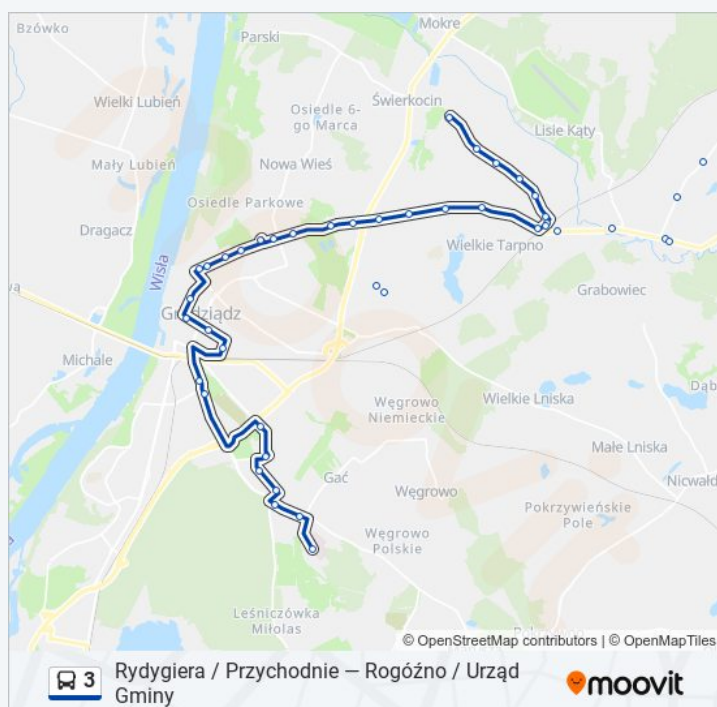 Mokre
Bzówko
Parski
Świerkocin
Wielki Lubień
Osiedle 6-
go Marca
Lisie Kąty
Mały Lubień
Nowa Wieś
Osiedle Parkowe
Dragacz
Wielkie Tarpno
Wisła
Grabowiec
Grudziądz
Michale
Dąb
Węgrowo
Niemieckie
Wielkie Lniska
Małe Lniska
Gać
Węgrowo
Nicwałd
Pokrzywieńskie
Pole
Węgrowo
Polskie
Leśniczówka
Miłolas
© OpenStreetMap contributors | © OpenMapTiles
3
Rydygiera / Przychodnie — Rogóźno / Urząd
Gminy
moovit